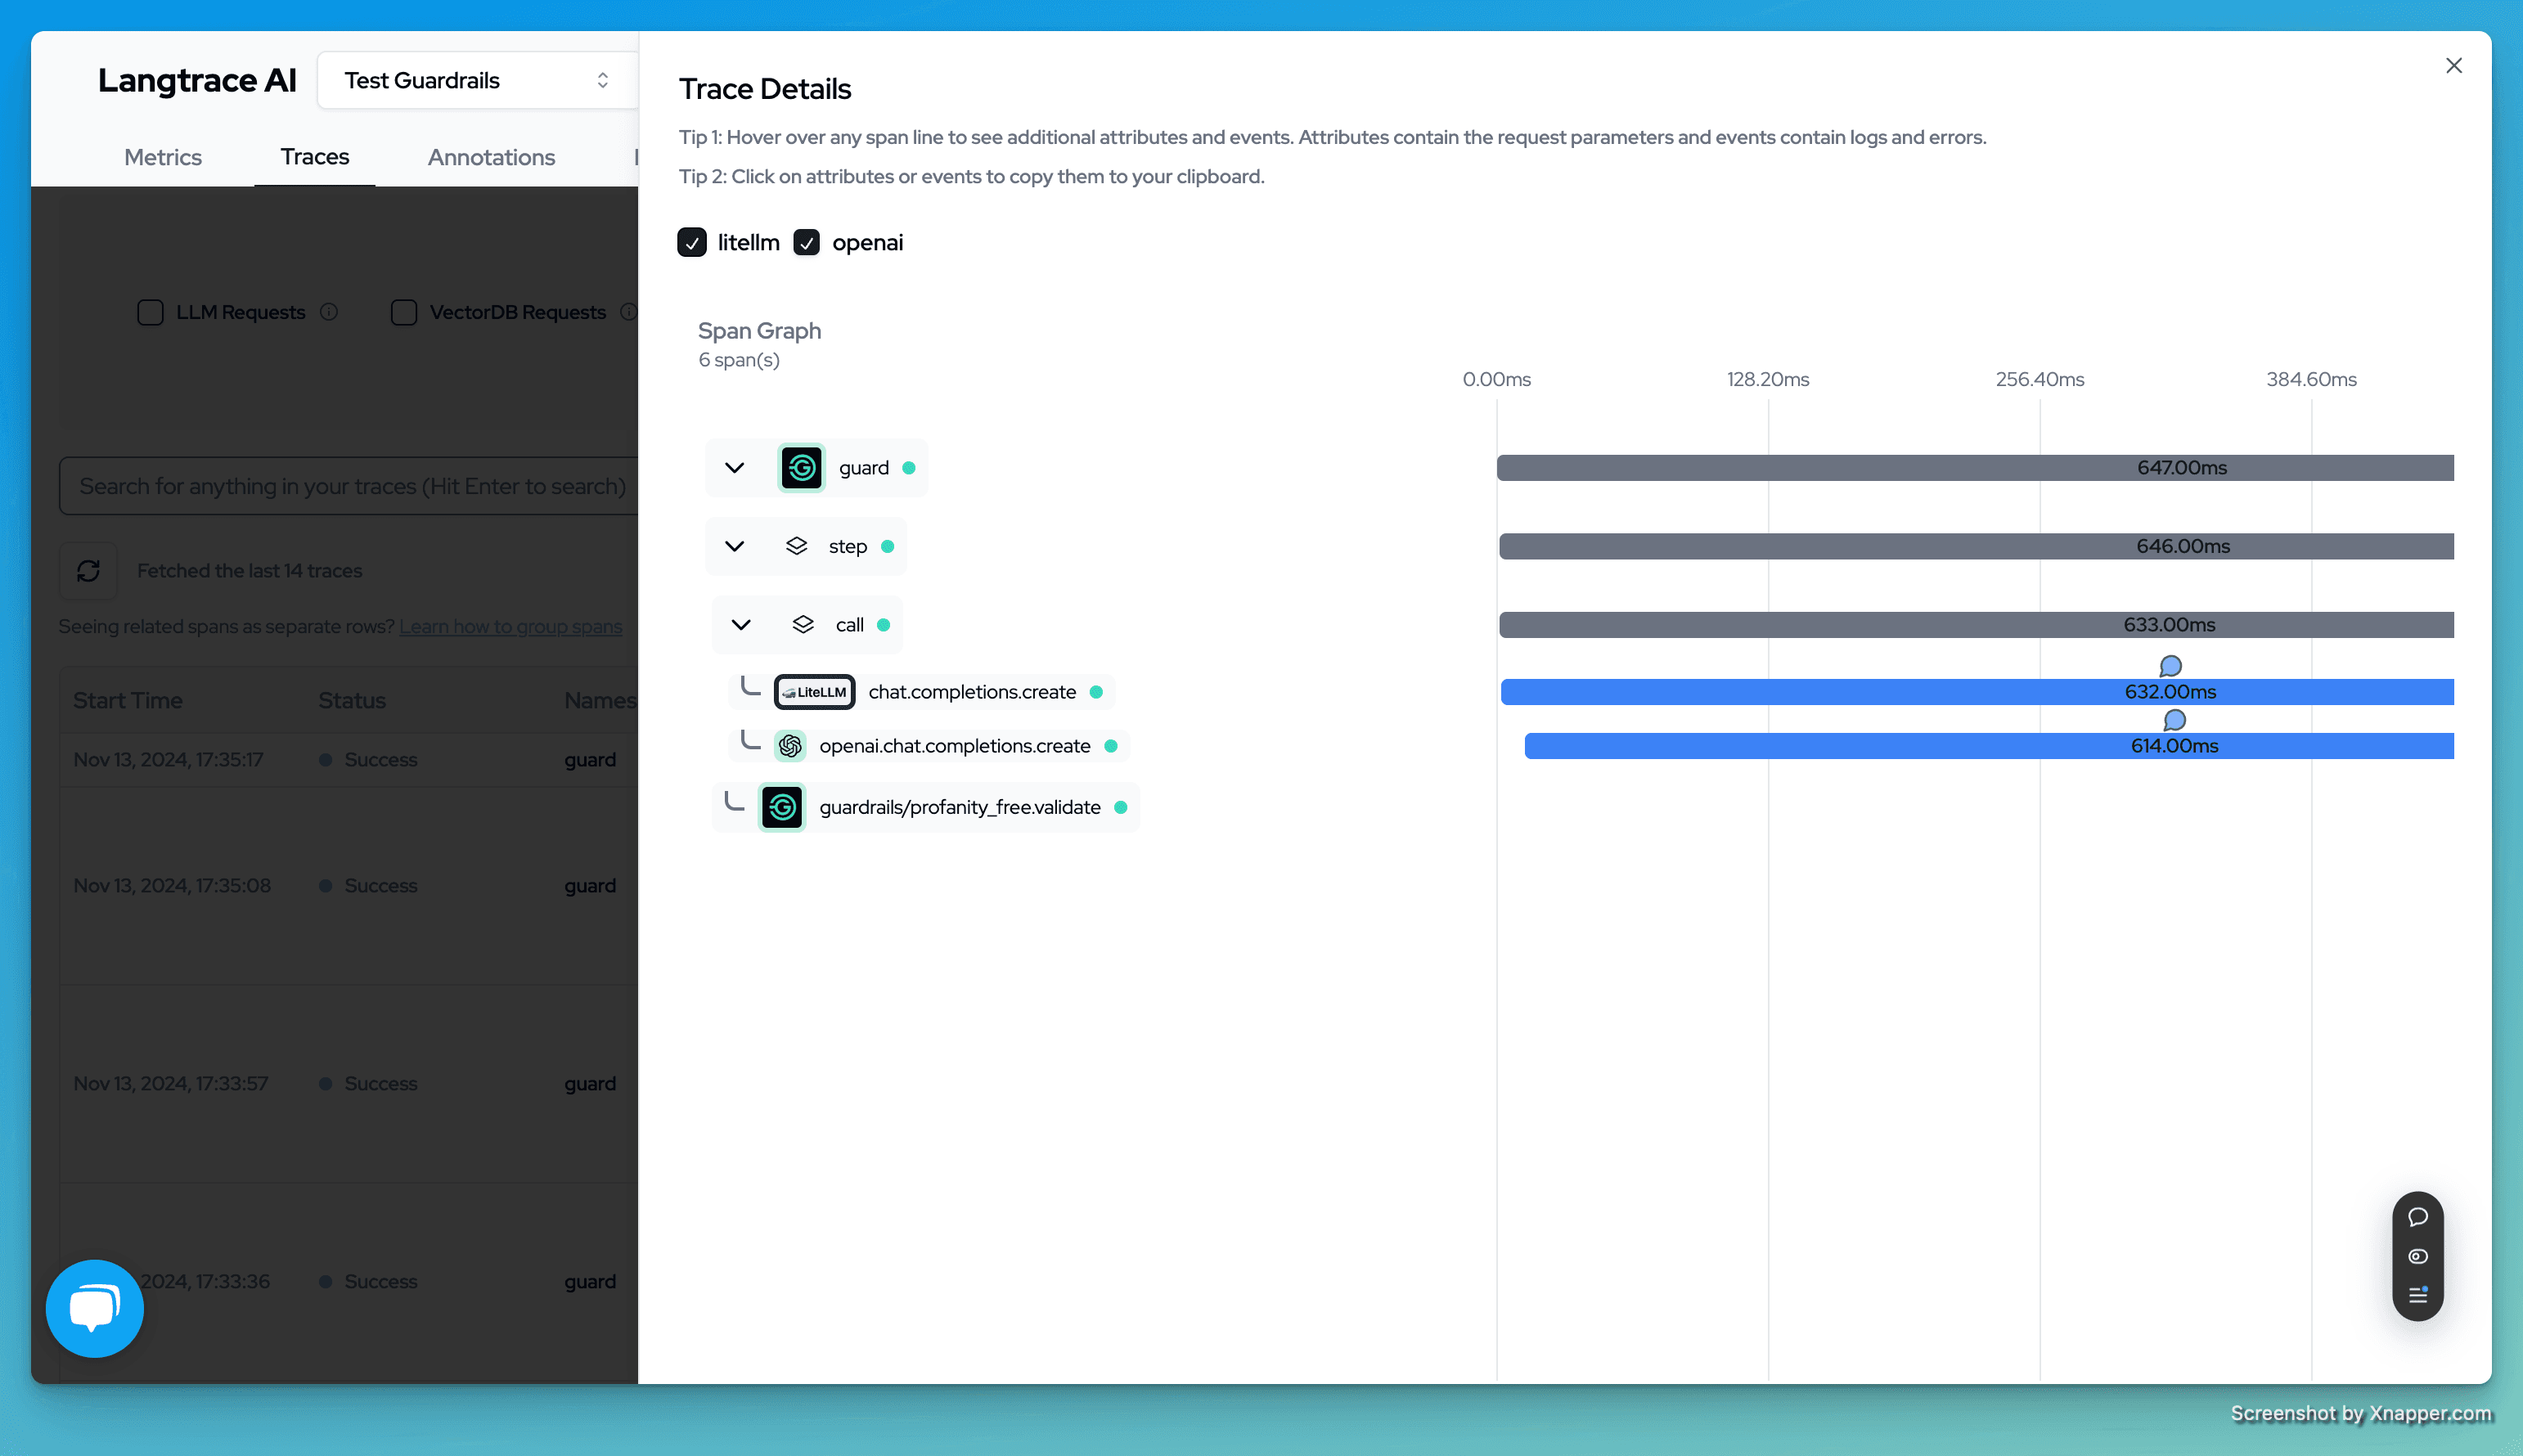 Langtrace AI
Test Guardrails
Metrics
Traces
Annotations
LLM Requests
VectorDB Requests
Search for anything in your traces (Hit Enter to search)
Fetched the last 14 traces
Seeing related spans as separate rows? Learn how to group spans
Start Time
Status
Names
Nov 13, 2024, 17:35:17
Success
guard
Nov 13, 2024, 17:35:08
Success
guard
Nov 13, 2024, 17:33:57
Success
guard
2024, 17:33:36
Success
guard
Trace Details
Tip 1: Hover over any span line to see additional attributes and events. Attributes contain the request parameters and events contain logs and errors.
Tip 2: Click on attributes or events to copy them to your clipboard.
litellm
openai
Span Graph
6 span(s)
0.00ms
128.20ms
256.40ms
384.60ms
guard
647.00ms
step
646.00ms
call
633.00ms
LiteLLM
chat.completions.create
632.00ms
openai.chat.completions.create
614.00ms
guardrails/profanity_free.validate
Screenshot by Xnapper.com